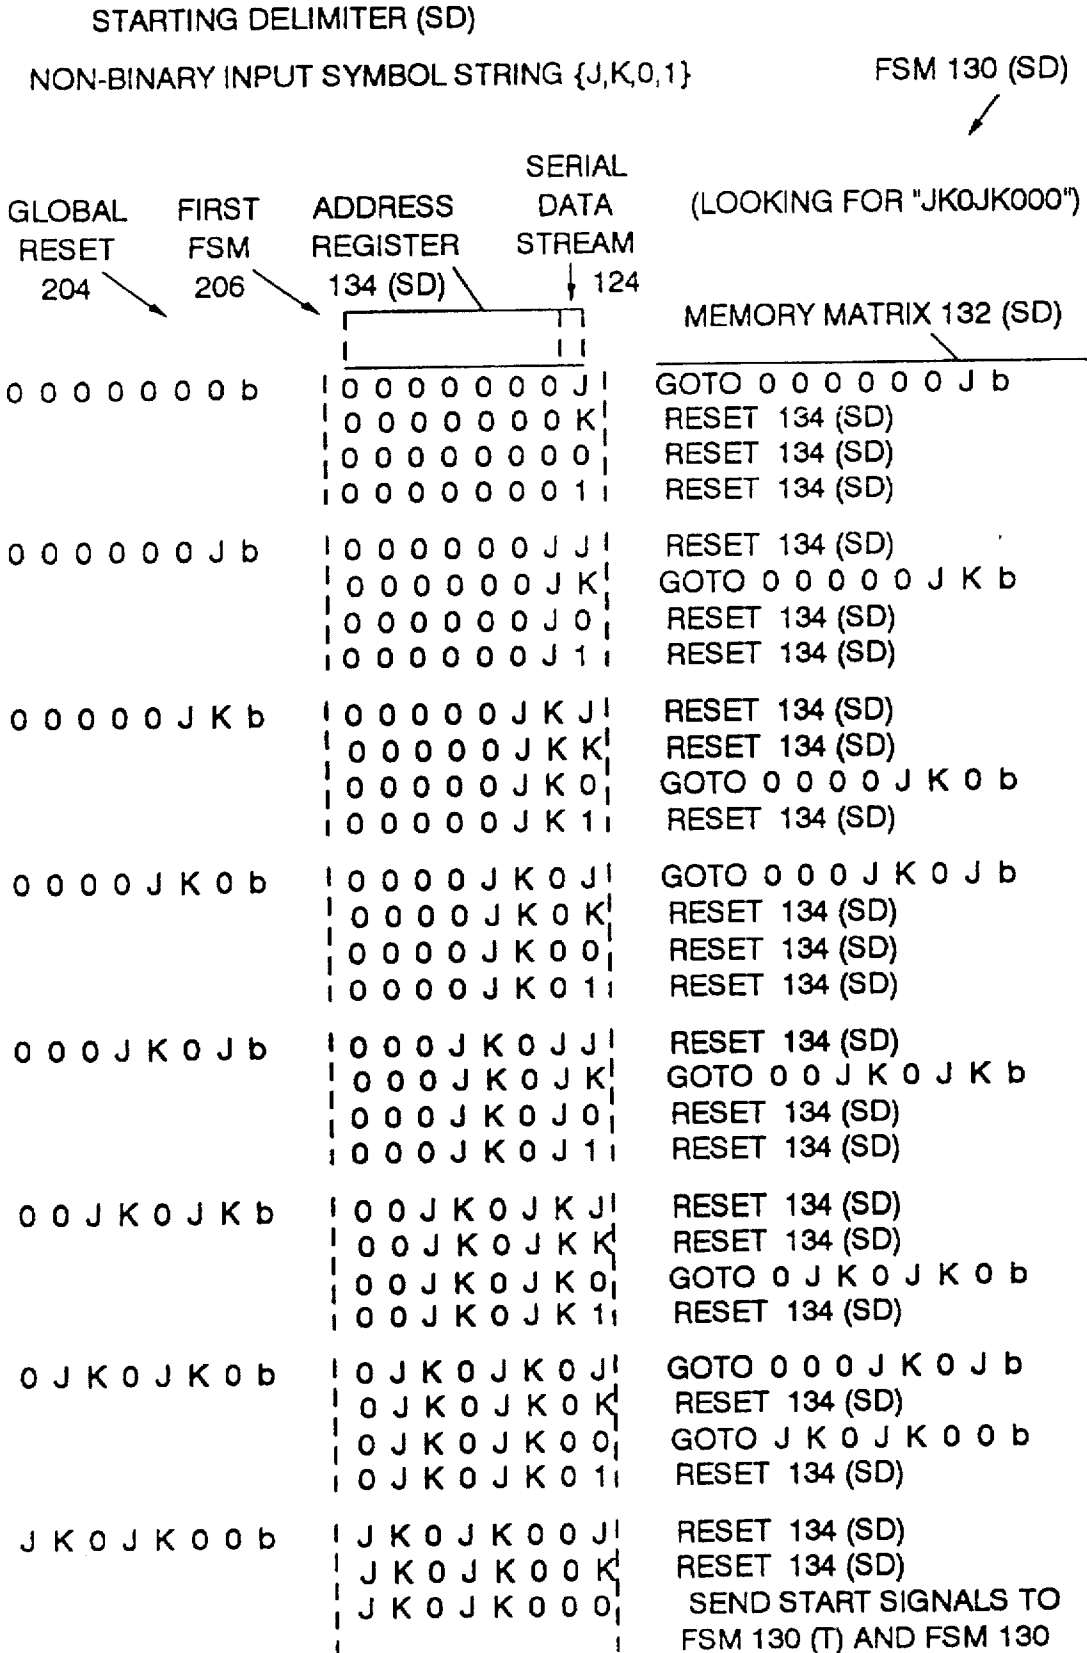 STARTING DELIMITER (SD)
NON-BINARY INPUT SYMBOL STRING {J,K,0,1}
FSM 130 (SD)
(LOOKING FOR "JK0JK000")
GLOBAL RESET 204
FIRST FSM 206
ADDRESS REGISTER 134 (SD)
SERIAL DATA STREAM 124
MEMORY MATRIX 132 (SD)
0 0 0 0 0 0 0 b 0 0 0 0 0 0 0 J GOTO 0 0 0 0 0 0 J b
0 0 0 0 0 0 0 K RESET 134 (SD)
0 0 0 0 0 0 0 0 RESET 134 (SD)
0 0 0 0 0 0 0 1 RESET 134 (SD)
0 0 0 0 0 0 J b 0 0 0 0 0 0 J J RESET 134 (SD)
0 0 0 0 0 0 J K GOTO 0 0 0 0 0 J K b
0 0 0 0 0 0 J 0 RESET 134 (SD)
0 0 0 0 0 0 J 1 RESET 134 (SD)
0 0 0 0 0 J K b 0 0 0 0 0 J K J RESET 134 (SD)
0 0 0 0 0 J K K RESET 134 (SD)
0 0 0 0 0 J K 0 GOTO 0 0 0 0 J K 0 b
0 0 0 0 0 J K 1 RESET 134 (SD)
0 0 0 0 J K 0 b 0 0 0 0 J K 0 J GOTO 0 0 0 J K 0 J b
0 0 0 0 J K 0 K RESET 134 (SD)
0 0 0 0 J K 0 0 RESET 134 (SD)
0 0 0 0 J K 0 1 RESET 134 (SD)
0 0 0 J K 0 J b 0 0 0 J K 0 J J RESET 134 (SD)
0 0 0 J K 0 J K GOTO 0 0 J K 0 J K b
0 0 0 J K 0 J 0 RESET 134 (SD)
0 0 0 J K 0 J 1 RESET 134 (SD)
0 0 J K 0 J K b 0 0 J K 0 J K J RESET 134 (SD)
0 0 J K 0 J K K RESET 134 (SD)
0 0 J K 0 J K 0 GOTO 0 J K 0 J K 0 b
0 0 J K 0 J K 1 RESET 134 (SD)
0 J K 0 J K 0 b 0 J K 0 J K 0 J GOTO 0 0 0 J K 0 J b
0 J K 0 J K 0 K RESET 134 (SD)
0 J K 0 J K 0 0 GOTO J K 0 J K 0 0 b
0 J K 0 J K 0 1 RESET 134 (SD)
J K 0 J K 0 0 b J K 0 J K 0 0 J RESET 134 (SD)
J K 0 J K 0 0 K RESET 134 (SD)
J K 0 J K 0 0 0 SEND START SIGNALS TO
FSM 130 (T) AND FSM 130